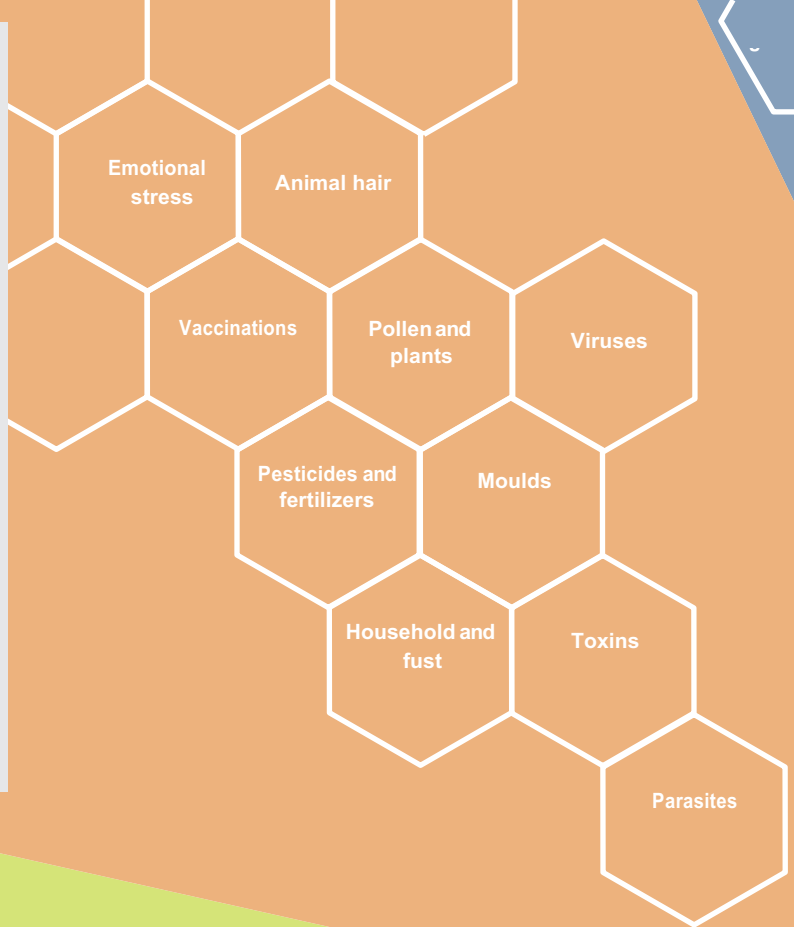 Emotional
stress
Animal hair
Vaccinations
Pollen and
plants
Viruses
Pesticides and
fertilizers
Moulds
Household and
fust
Toxins
Parasites